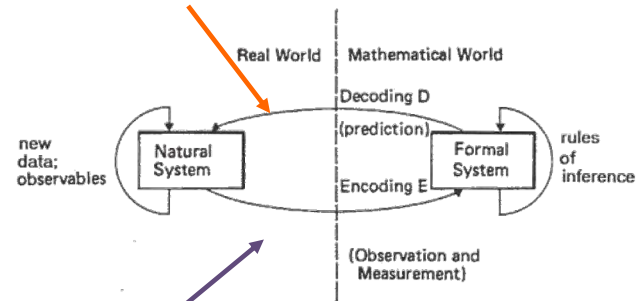 Real World
Mathematical World
Decoding D
(prediction)
new
data;
observables
Natural
System
Formal
System
rules
of
inference
Encoding E
(Observation and
Measurement)